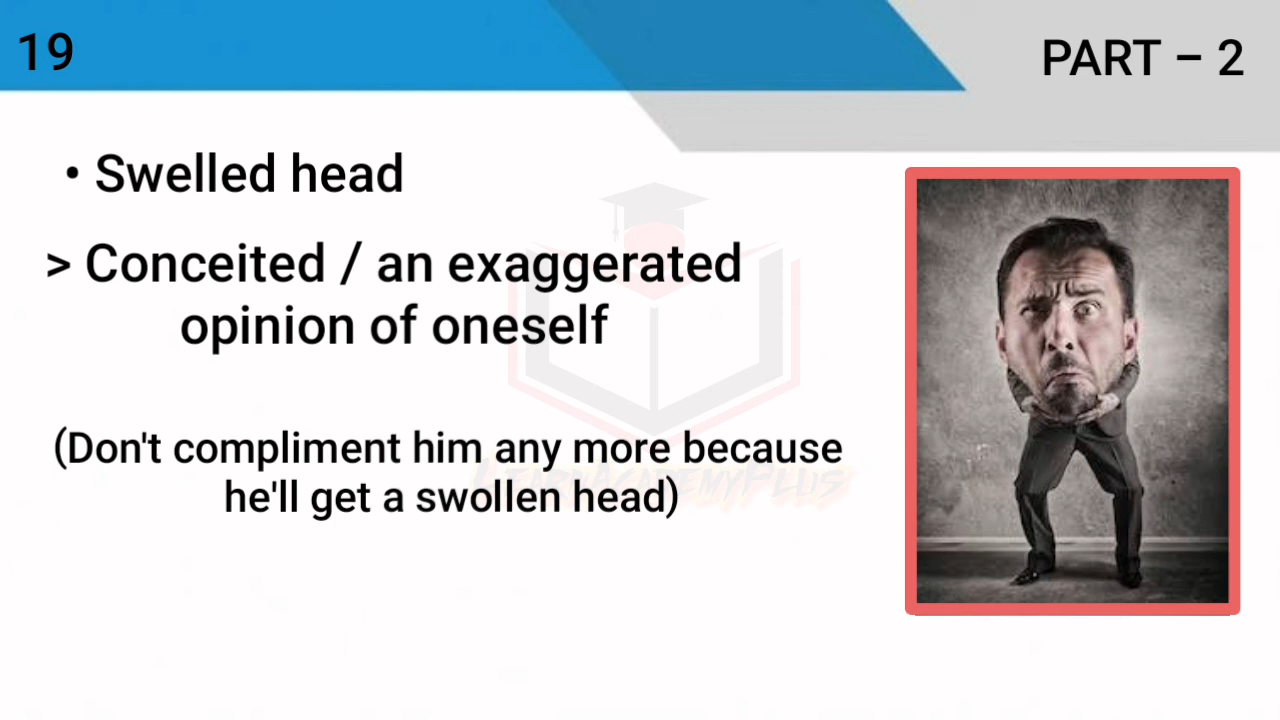 19
PART – 2
• Swelled head
> Conceited / an exaggerated
opinion of oneself
(Don't compliment him any more because
he'll get a swollen head)
LearnAcademyPlus